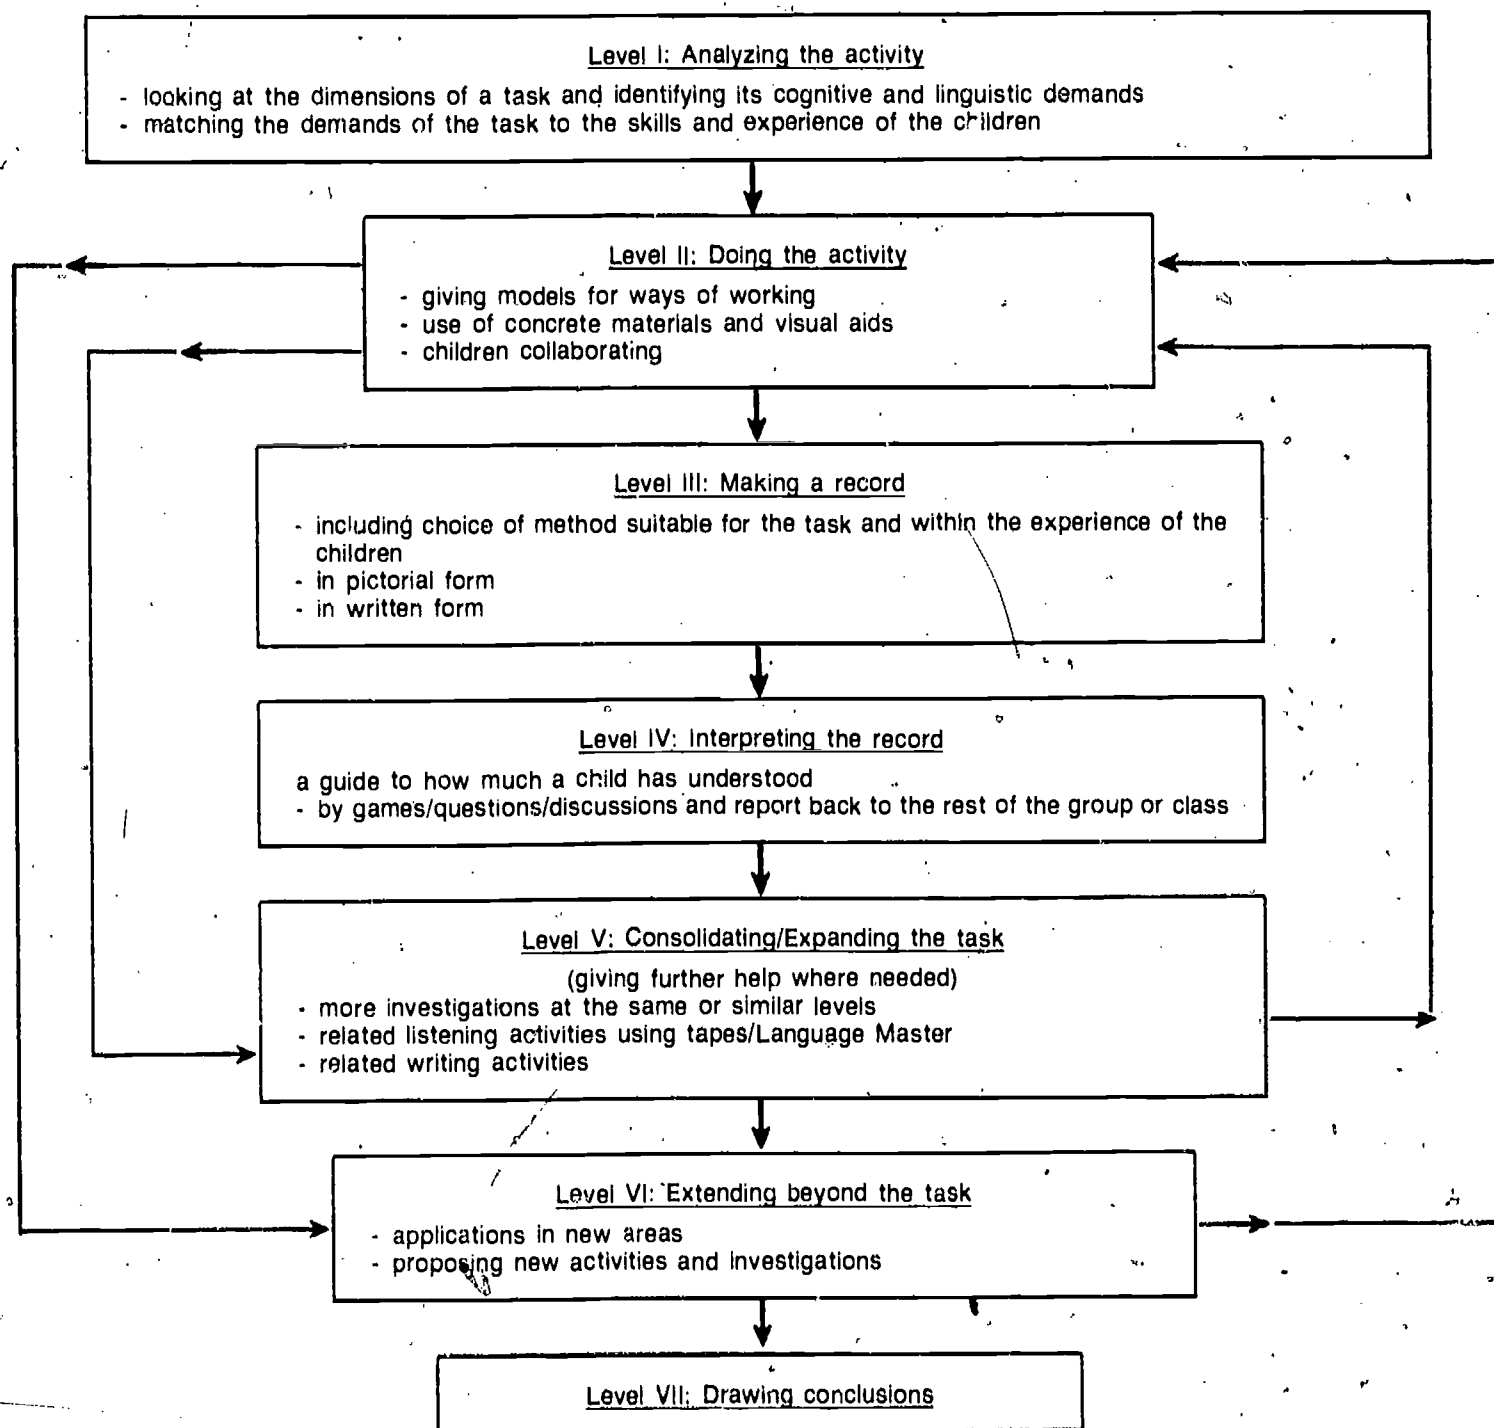 Level I: Analyzing the activity
- looking at the dimensions of a task and identifying its cognitive and linguistic demands
- matching the demands of the task to the skills and experience of the children
Level II: Doing the activity
- giving models for ways of working
- use of concrete materials and visual aids
- children collaborating
Level III: Making a record
- including choice of method suitable for the task and within the experience of the
children
- in pictorial form
- in written form
Level IV: Interpreting the record
a guide to how much a child has understood
- by games/questions/discussions and report back to the rest of the group or class
Level V: Consolidating/Expanding the task
(giving further help where needed)
- more investigations at the same or similar levels
- related listening activities using tapes/Language Master
- related writing activities
Level VI: Extending beyond the task
- applications in new areas
- proposing new activities and investigations
Level VII: Drawing conclusions